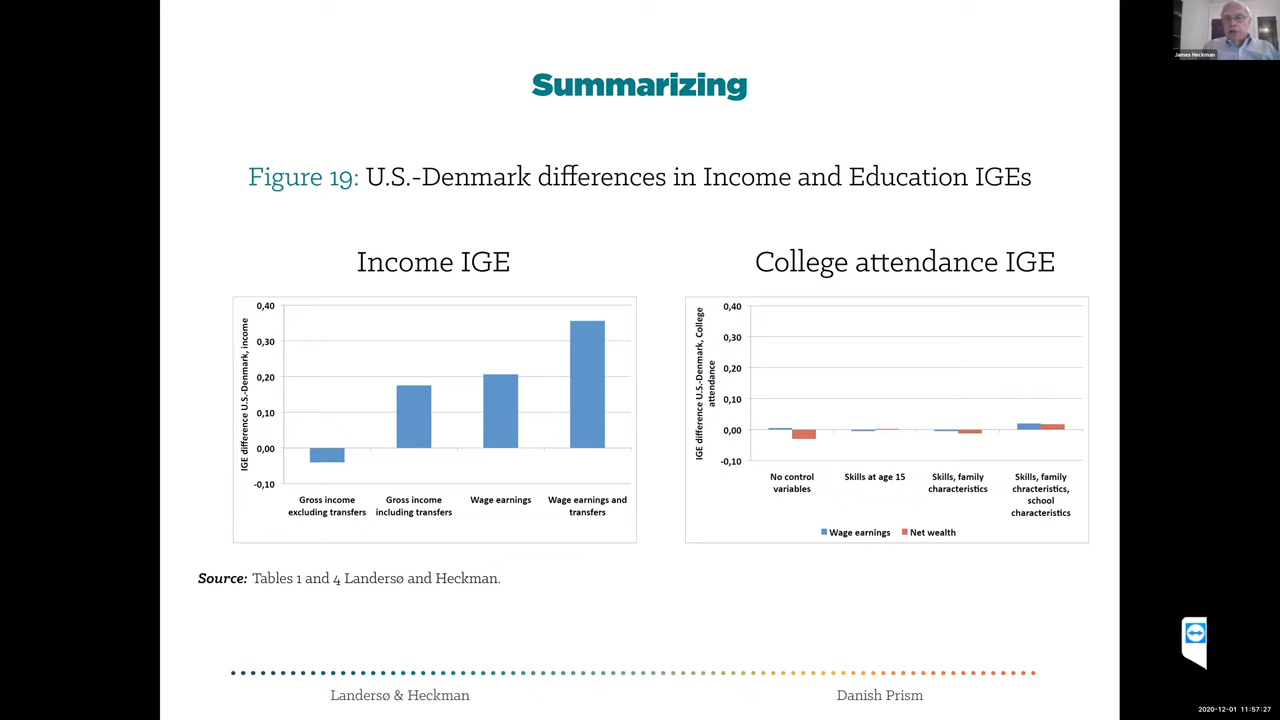 James Heckman
Summarizing
Figure 19: U.S.-Denmark differences in Income and Education IGEs
Income IGE
IGE difference U.S.-Denmark, income
0,40
0,30
0,20
0,10
0,00
-0,10
Gross income
excluding transfers
Gross income
including transfers
Wage earnings
Wage earnings and
transfers
College attendance IGE
IGE difference U.S.-Denmark, College
attendance
0,40
0,30
0,20
0,10
0,00
-0,10
No control
variables
Skills at age 15
Skills, family
characteristics
Skills, family
chracteristics,
school
characteristics
Wage earnings
Net wealth
Source: Tables 1 and 4 Landersø and Heckman.
Landersø & Heckman
Danish Prism
2020-12-01 11:57:27